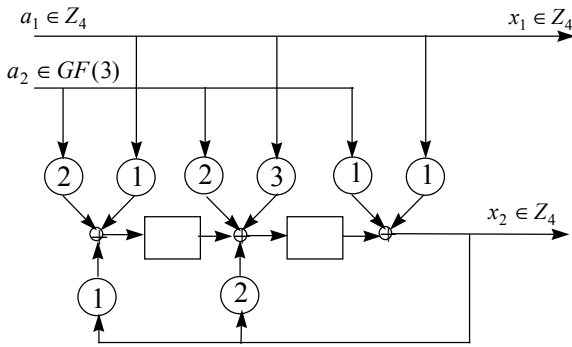 a₁ ∈ Z₄ x₁ ∈ Z₄
a₂ ∈ GF(3)
2 1 2 3 1 1
x₂ ∈ Z₄
1 2